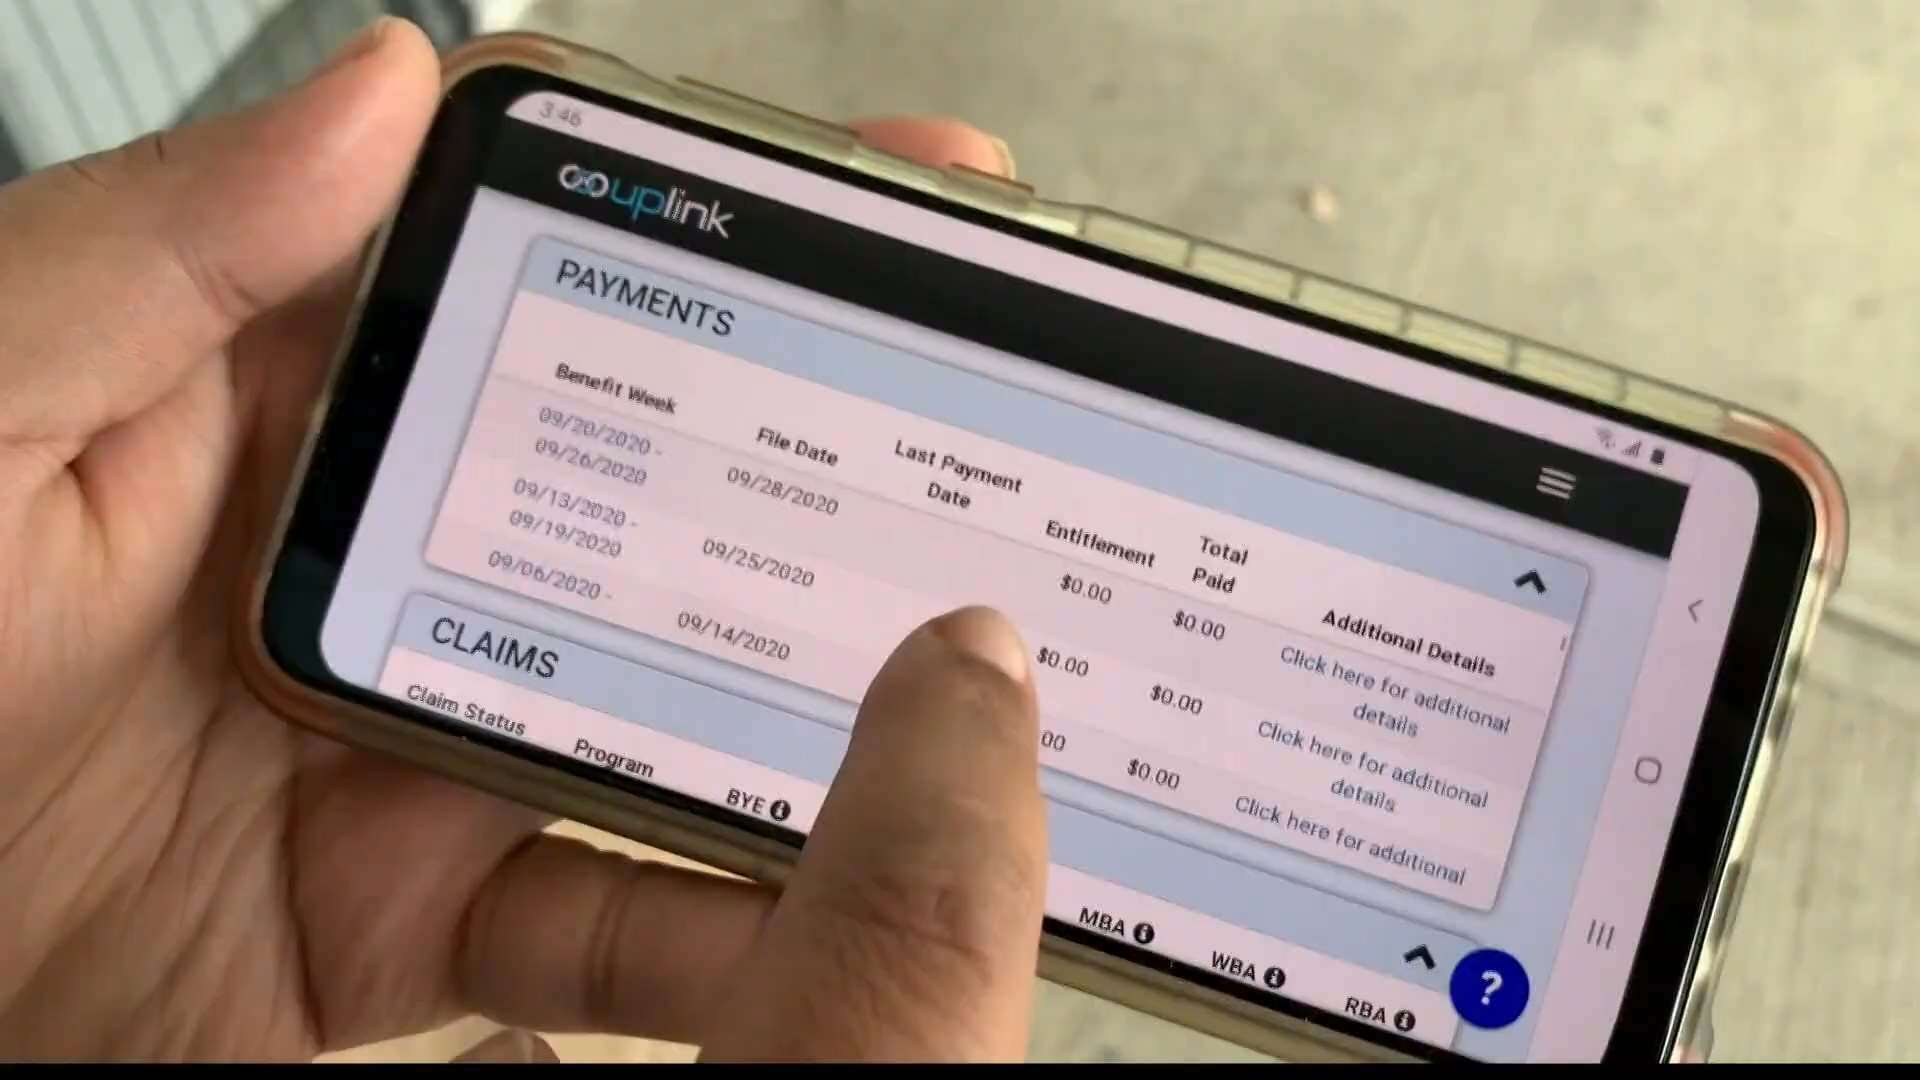 3:46
uplink
PAYMENTS
Benefit Week
File Date
Last Payment
Date
Entitlement
Total
Paid
Additional Details
09/20/2020 -
09/26/2020
09/28/2020
$0.00
$0.00
Click here for additional
details
09/13/2020 -
09/19/2020
09/25/2020
$0.00
$0.00
Click here for additional
details
09/06/2020 -
09/14/2020
00
$0.00
Click here for additional
CLAIMS
Claim Status
Program
BYE
MBA
WBA
RBA
?